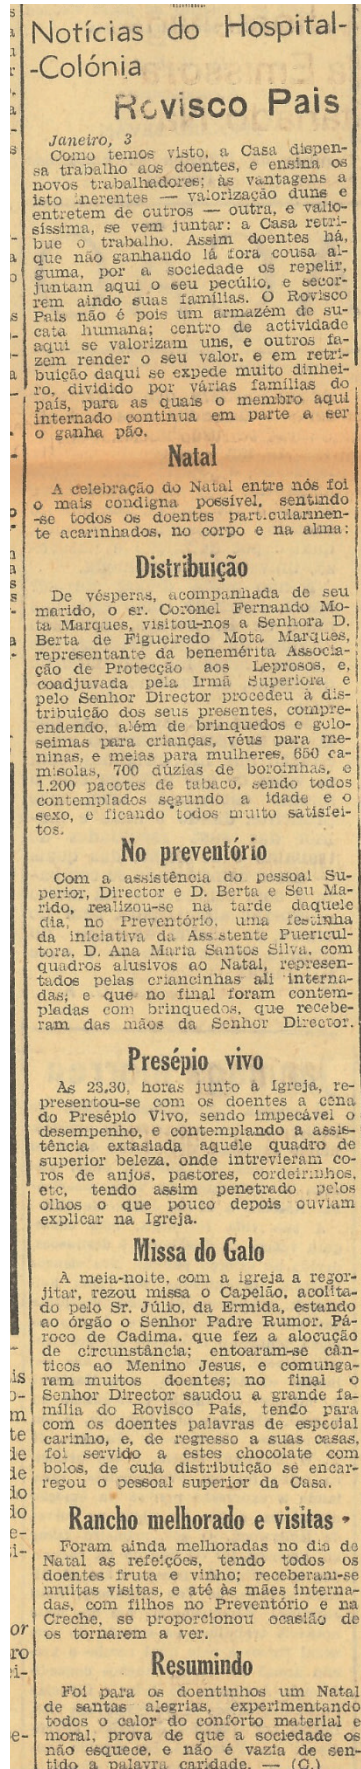 Notícias do Hospital-
-Colónia
Rovisco Pais
Janeiro, 3
Como temos visto, a Casa dispen-
sa trabalho aos doentes, e ensina os
novos trabalhadores; às vantagens a
isto inerentes — valorização duns e
entretem de outros — outra, e valio-
sissima, se vem juntar: a Casa retri-
bue o trabalho. Assim doentes há,
que não ganhando lá fora cousa al-
guma, por a sociedade os repelir,
juntam aqui o seu pecúlio, e secor-
rem aindo suas famílias. O Rovisco
Pais não é pois um armazém de su-
cata humana; centro de actividade
aqui se valorizam uns, e outros fa-
zem render o seu valor, e em retri-
buição daqui se expede muito dinhei-
ro, dividido por várias famílias do
país, para as quais o membro aqui
internado continua em parte a ser
o ganha pão.
Natal
A celebração do Natal entre nós foi
o mais condigna possivel, sentindo
-se todos os doentes particularmen-
te acarinhados, no corpo e na alma:
Distribuição
De vésperas, acompanhada de seu
marido, o sr. Coronel Fernando Mo-
ta Marques, visitou-nos a Senhora D.
Berta de Figueiredo Mota Marques,
representante da benemérita Associa-
ção de Protecção aos Leprosos, e,
coadjuvada pela Irmã Superiora e
pelo Senhor Director procedeu à dis-
tribuição dos seus presentes, compre-
endendo, além de brinquedos e golo-
seimas para crianças, véus para me-
ninas, e meias para mulheres, 650 ca-
misolas, 700 dúzias de boroinhas, e
1.200 pacotes de tabaco, sendo todos
contemplados segundo a idade e o
sexo, e ficando todos muito satisfei-
tos.
No preventório
Com a assistência do pessoal Su-
perior, Director e D. Berta e Seu Ma-
rido, realizou-se na tarde daquele
dia, no Preventório, uma festinha
da iniciativa da Assistente Puericul-
tora, D. Ana Maria Santos Silva, com
quadros alusivos ao Natal, represen-
tados pelas criancinhas ali interna-
das; e que no final foram contem-
pladas com brinquedos, que recebe-
ram das mãos da Senhor Director.
Presépio vivo
As 23,30, horas junto à Igreja, re-
presentou-se com os doentes a cena
do Presépio Vivo, sendo impecável o
desempenho, e contemplando a assis-
tência extasiada aquele quadro de
superior beleza, onde intrevieram co-
ros de anjos, pastores, cordeirinhos,
etc, tendo assim penetrado pelos
olhos o que pouco depois ouviam
explicar na Igreja.
Missa do Galo
À meia-noite, com a igreja a regor-
jitar, rezou missa o Capelão, acolita-
do pelo Sr. Júlio, da Ermida, estando
ao órgão o Senhor Padre Rumor, Pá-
roco de Cadima, que fez a alocução
de circunstância; entoaram-se cân-
ticos ao Menino Jesus, e comunga-
ram muitos doentes; no final o
Senhor Director saudou a grande fa-
mília do Rovisco Pais, tendo para
com os doentes palavras de especial
carinho, e, de regresso a suas casas,
foi servido a estes chocolate com
bolos, de cuja distribuição se encar-
regou o pessoal superior da Casa.
Rancho melhorado e visitas
Foram ainda melhoradas no dia de
Natal as refeições, tendo todos os
doentes fruta e vinho; receberam-se
muitas visitas, e até às mães interna-
das, com filhos no Preventório e na
Creche, se proporcionou ocasião de
os tornarem a ver.
Resumindo
Foi para os doentinhos um Natal
de santas alegrias, experimentando
todos o calor do conforto material e
moral, prova de que a sociedade os
não esquece, e não é vazia de sen-
tido a palavra caridade. — (C.)